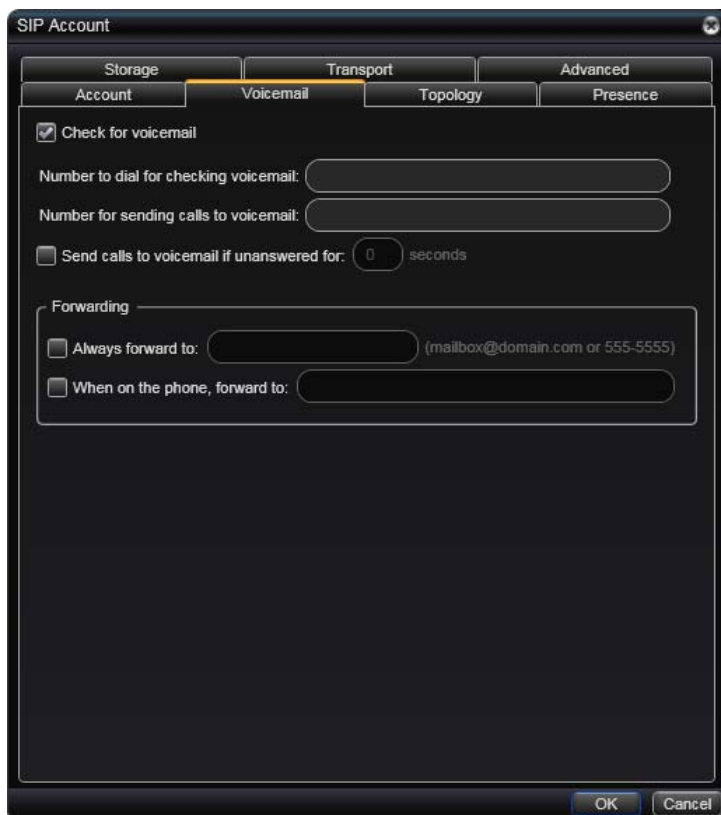 SIP Account
Storage Transport Advanced
Account Voicemail Topology Presence
Check for voicemail
Number to dial for checking voicemail:
Number for sending calls to voicemail:
Send calls to voicemail if unanswered for: 0 seconds
Forwarding
Always forward to: (mailbox@domain.com or 555-5555)
When on the phone, forward to:
OK Cancel